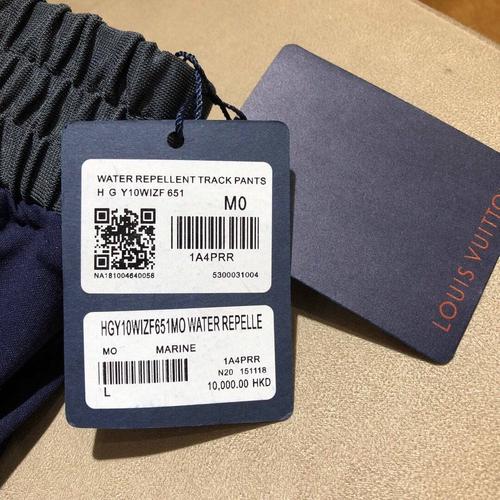 WATER REPELLENT TRACK PANTS
H G Y10WIZF 651
M0
1A4PRR
NA181004640058
5300031004
HGY10WIZF651MO WATER REPELLE
MO MARINE
1A4PRR
N20 151118
L
10,000.00 HKD
LOUIS VUITTO